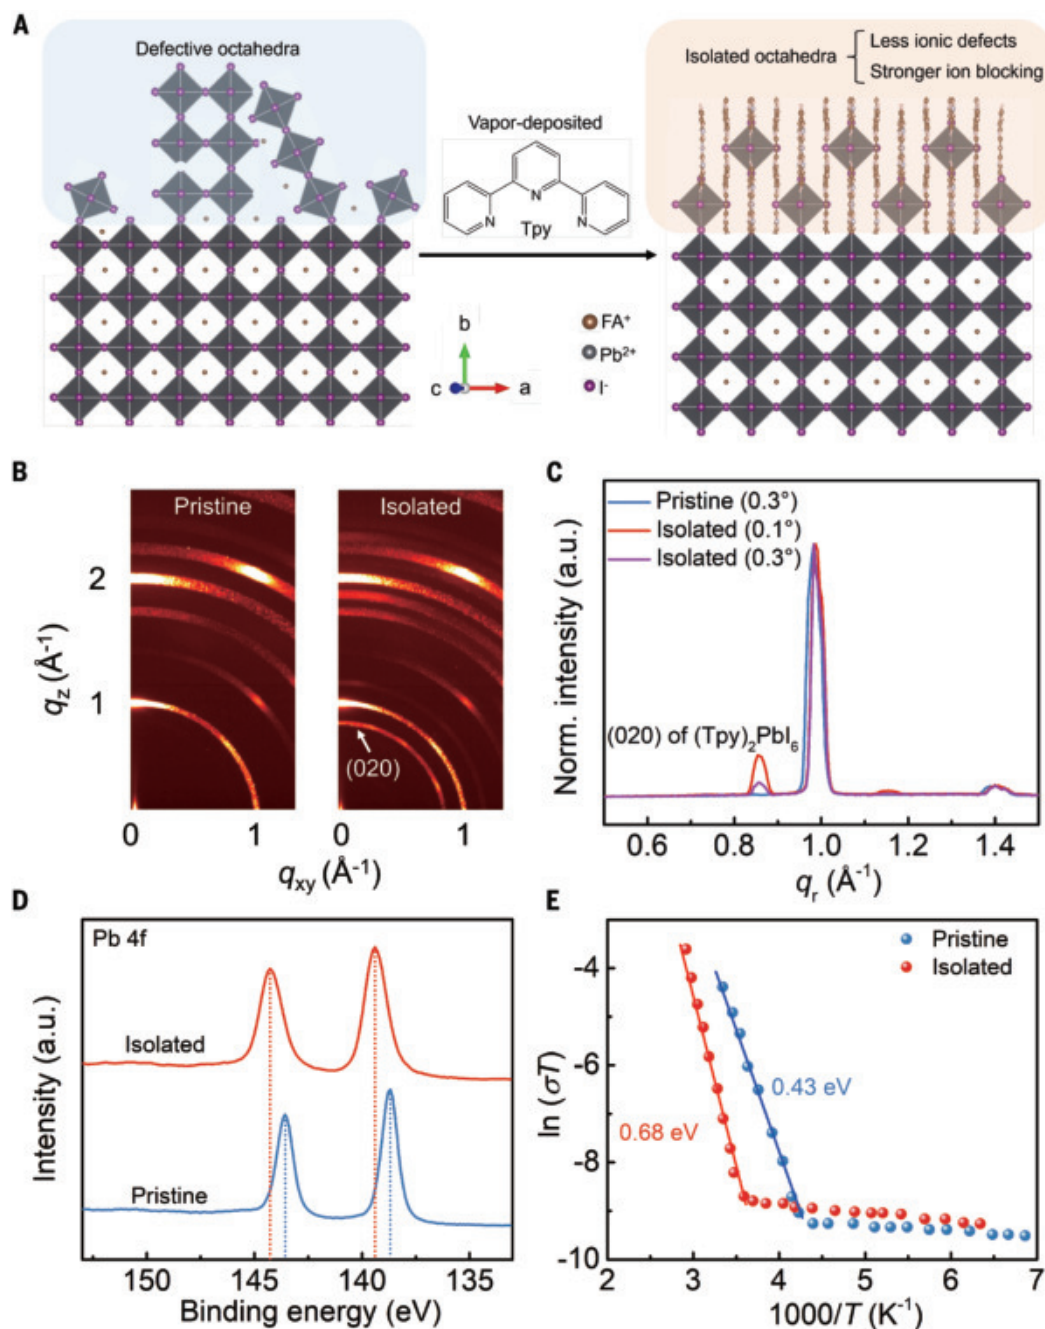 A
Defective octahedra
Vapor-deposited
N
N
N
Tpy
Isolated octahedra
Less ionic defects
Stronger ion blocking
b
c
a
FA⁺
Pb²⁺
I⁻
B
Pristine
Isolated
2
1
q_z (Å⁻¹)
(020)
0
1
0
1
q_xy (Å⁻¹)
C
Pristine (0.3°)
Isolated (0.1°)
Isolated (0.3°)
(020) of (Tpy)₂PbI₆
Norm. intensity (a.u.)
0.6
0.8
1.0
1.2
1.4
q_r (Å⁻¹)
D
Pb 4f
Isolated
Pristine
Intensity (a.u.)
150
145
140
135
Binding energy (eV)
E
Pristine
Isolated
-4
-6
-8
-10
0.43 eV
0.68 eV
ln (σT)
2
3
4
5
6
7
1000/T (K⁻¹)